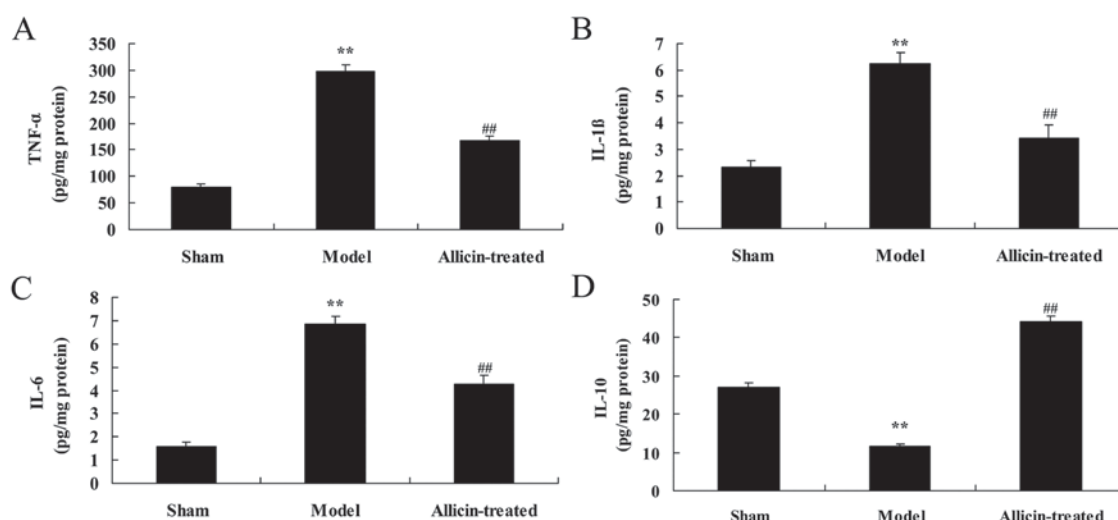 A
TNF-α
(pg/mg protein)
350
300
250
200
150
100
50
0
**
##
Sham
Model
Allicin-treated
B
IL-1ß
(pg/mg protein)
7
6
5
4
3
2
1
0
**
##
Sham
Model
Allicin-treated
C
IL-6
(pg/mg protein)
8
7
6
5
4
3
2
1
0
**
##
Sham
Model
Allicin-treated
D
IL-10
(pg/mg protein)
50
40
30
20
10
0
**
##
Sham
Model
Allicin-treated